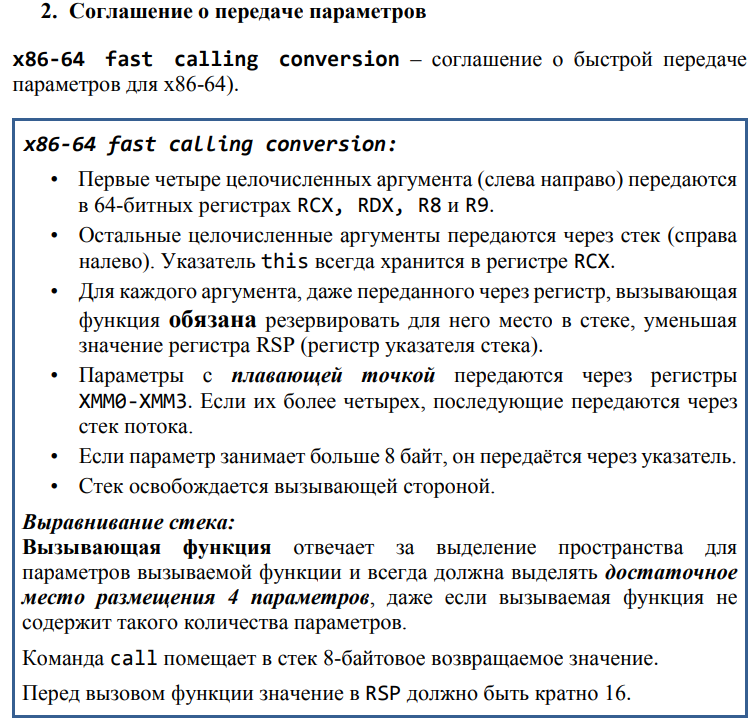 2. Соглашение о передаче параметров
x86-64 fast calling conversion – соглашение о быстрой передаче
параметров для x86-64).
x86-64 fast calling conversion:
• Первые четыре целочисленных аргумента (слева направо) передаются
в 64-битных регистрах RCX, RDX, R8 и R9.
• Остальные целочисленные аргументы передаются через стек (справа
налево). Указатель this всегда хранится в регистре RCX.
• Для каждого аргумента, даже переданного через регистр, вызывающая
функция обязана резервировать для него место в стеке, уменьшая
значение регистра RSP (регистр указателя стека).
• Параметры с плавающей точкой передаются через регистры
XMM0-XMM3. Если их более четырех, последующие передаются через
стек потока.
• Если параметр занимает больше 8 байт, он передаётся через указатель.
• Стек освобождается вызывающей стороной.
Выравнивание стека:
Вызывающая функция отвечает за выделение пространства для
параметров вызываемой функции и всегда должна выделять достаточное
место размещения 4 параметров, даже если вызываемая функция не
содержит такого количества параметров.
Команда call помещает в стек 8-байтовое возвращаемое значение.
Перед вызовом функции значение в RSP должно быть кратно 16.